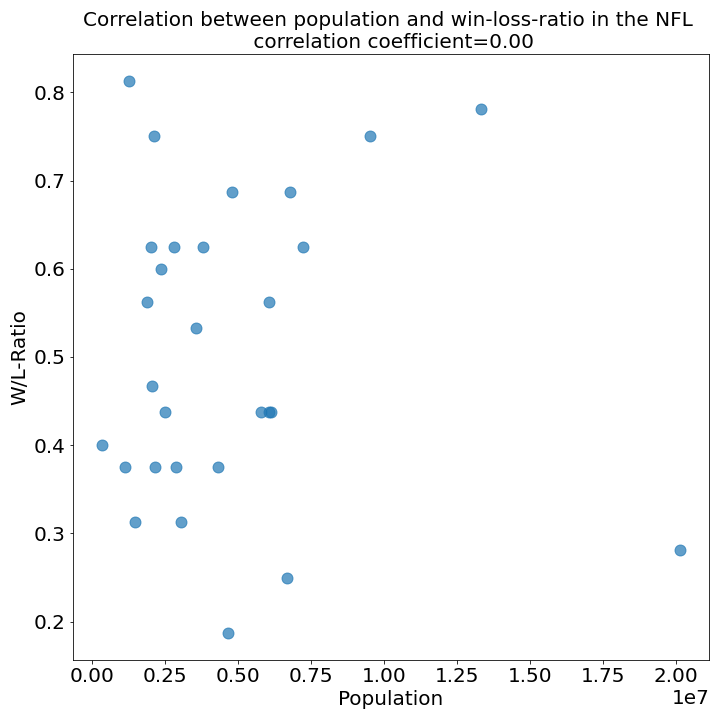 Correlation between population and win-loss-ratio in the NFL
correlation coefficient=0.00
0.8
0.7
0.6
0.5
0.4
0.3
0.2
W/L-Ratio
0.00 0.25 0.50 0.75 1.00 1.25 1.50 1.75 2.00
1e7
Population